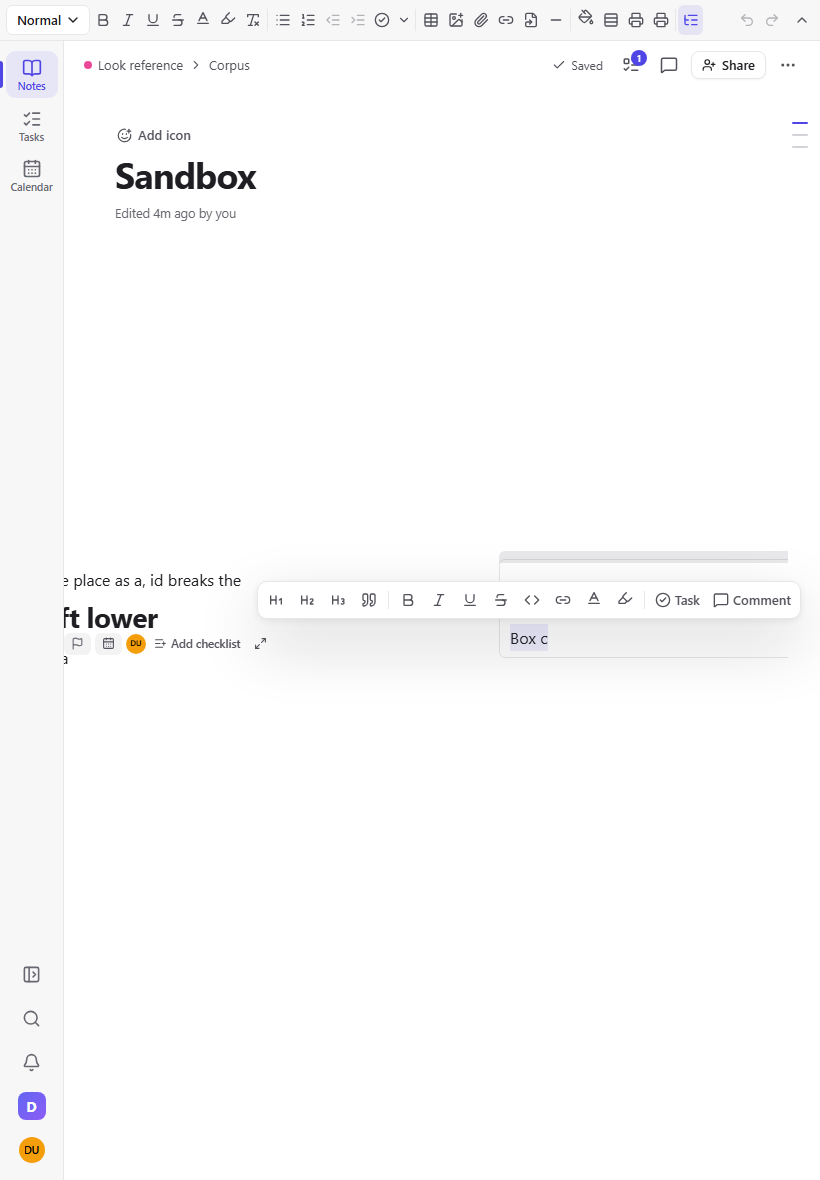 Normal
Notes
Tasks
Calendar
Look reference > Corpus
Saved
1
Share
Add icon
Sandbox
Edited 4m ago by you
e place as a, id breaks the
H1 H2 H3 Task Comment
ft lower
Box c
DU Add checklist
a
D
DU